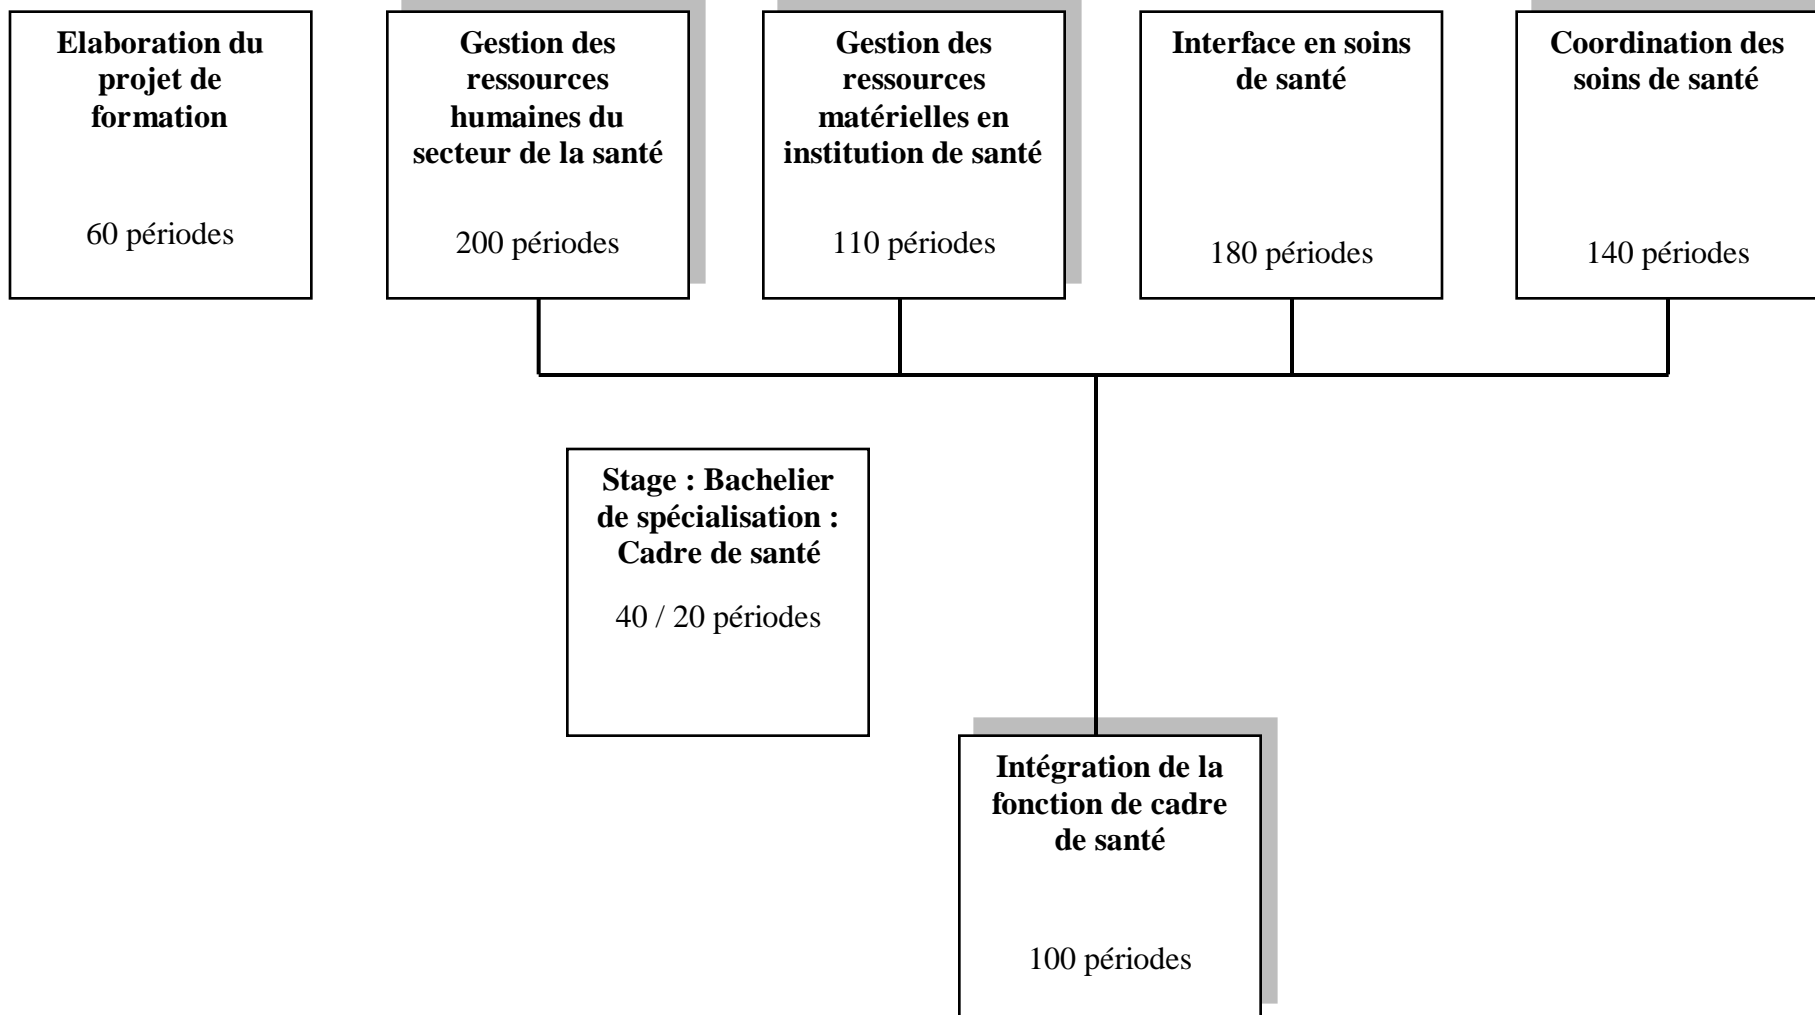 Elaboration du
projet de
formation
60 périodes
Gestion des
ressources
humaines du
secteur de la santé
200 périodes
Gestion des
ressources
matérielles en
institution de santé
110 périodes
Interface en soins
de santé
180 périodes
Coordination des
soins de santé
140 périodes
Stage : Bachelier
de spécialisation :
Cadre de santé
40 / 20 périodes
Intégration de la
fonction de cadre
de santé
100 périodes